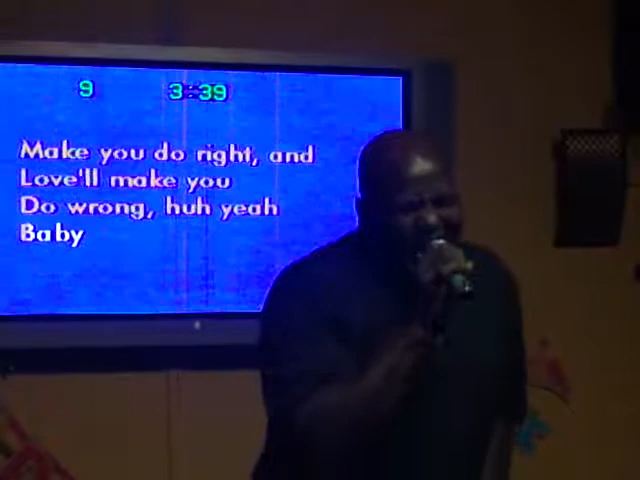 9 3:39
Make you do right, and
Love'll make you
Do wrong, huh yeah
Baby